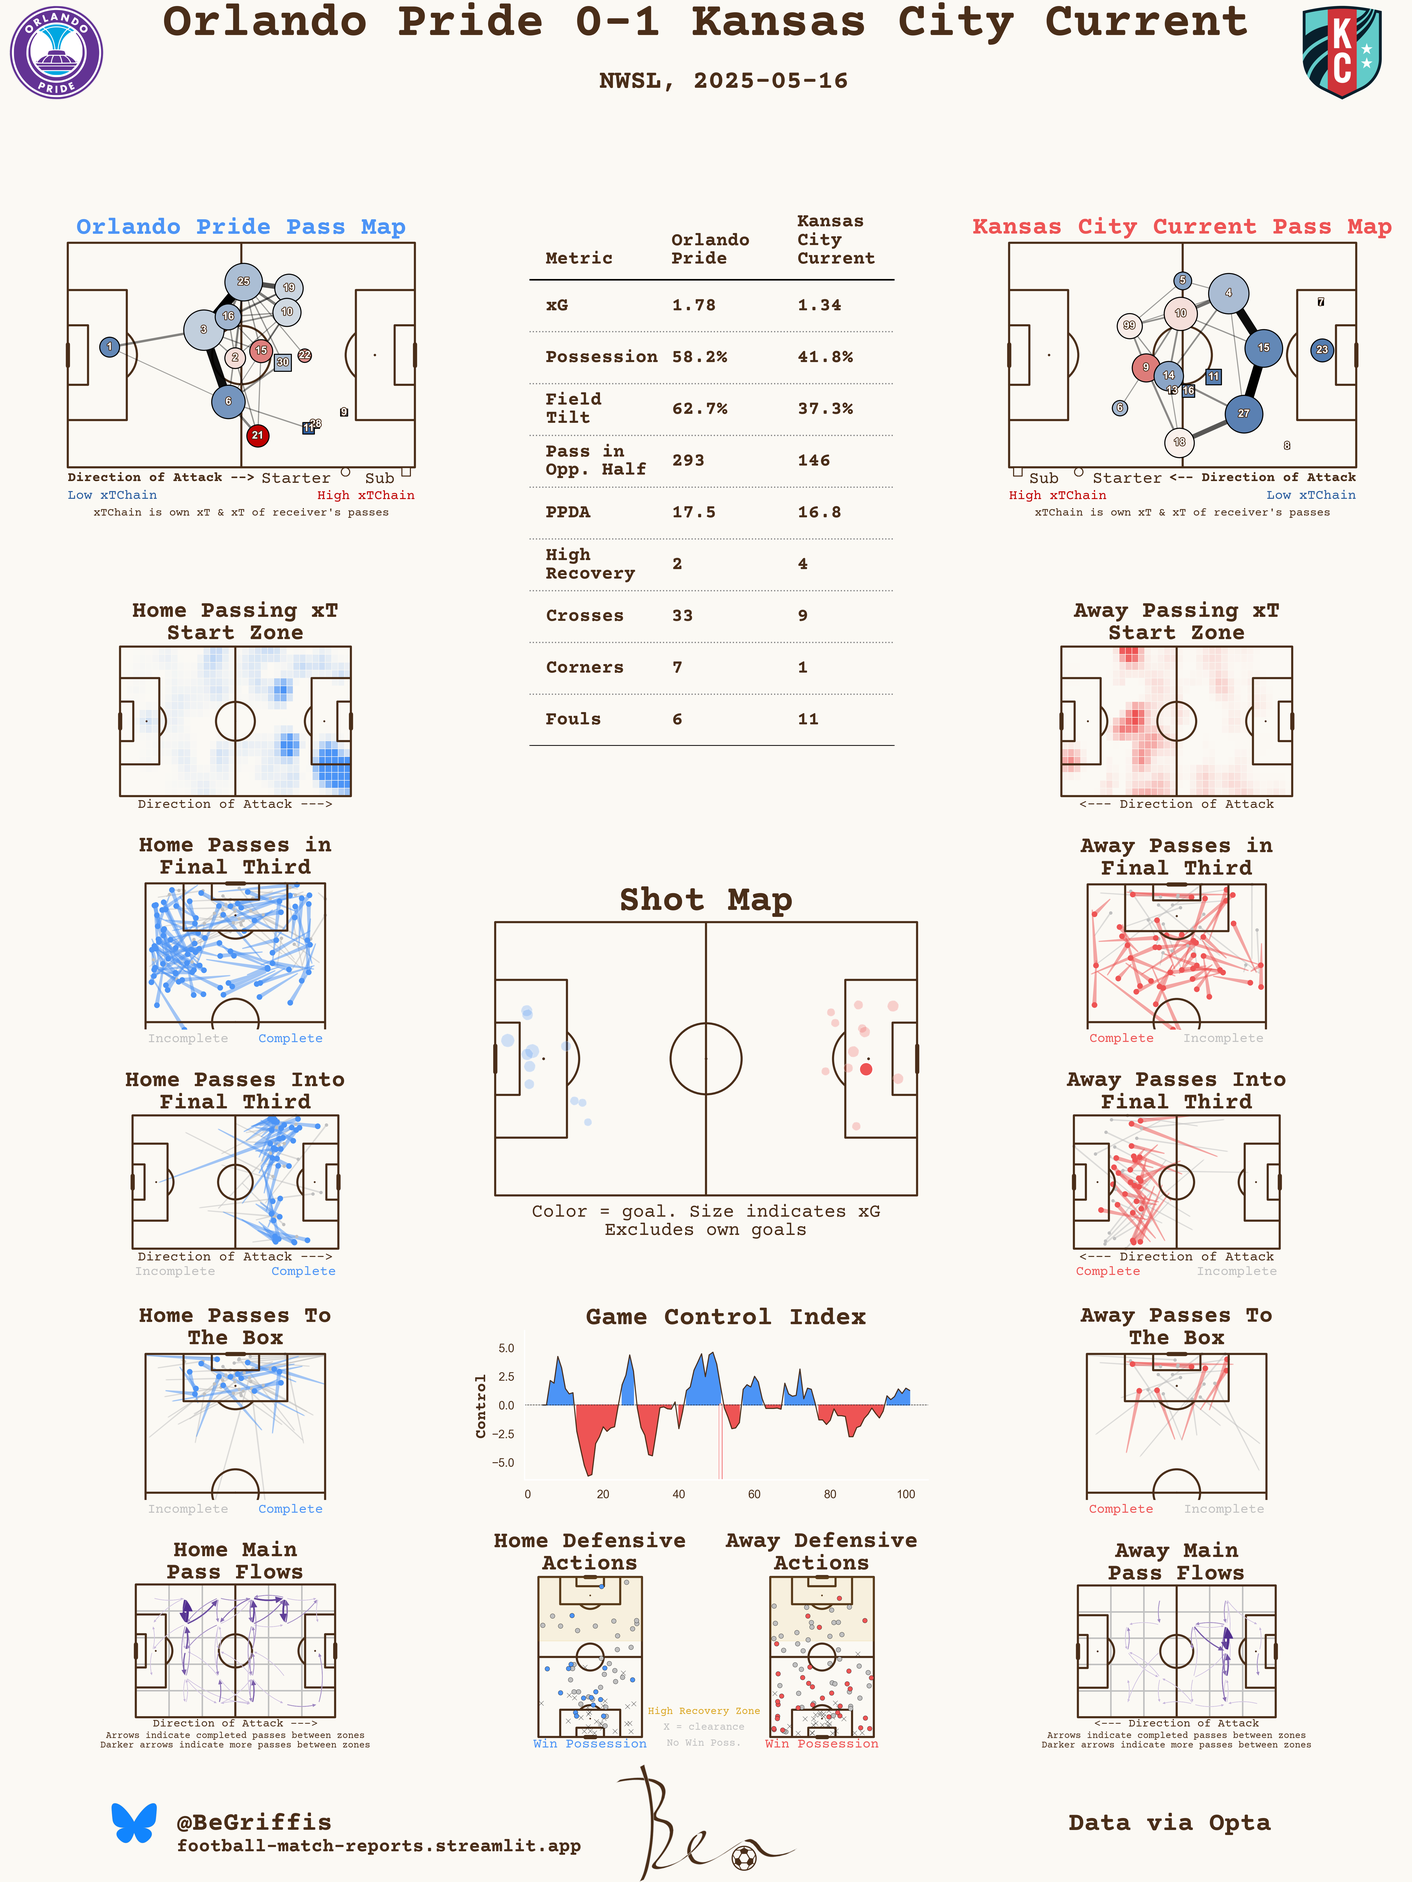 Orlando Pride 0-1 Kansas City Current
NWSL, 2025-05-16
ORLANDO
PRIDE
KC
Orlando Pride Pass Map
25
19
16
10
3
1
2
15
22
30
6
9
28
11
21
Direction of Attack --> Starter Sub
Low xTChain High xTChain
xTChain is own xT & xT of receiver's passes
Metric Orlando Pride Kansas City Current
xG 1.78 1.34
Possession 58.2% 41.8%
Field Tilt 62.7% 37.3%
Pass in Opp. Half 293 146
PPDA 17.5 16.8
High Recovery 2 4
Crosses 33 9
Corners 7 1
Fouls 6 11
Kansas City Current Pass Map
5
4
7
10
99
15
23
9
14
11
13
16
6
27
18
8
Sub Starter <-- Direction of Attack
High xTChain Low xTChain
xTChain is own xT & xT of receiver's passes
Home Passing xT
Start Zone
Direction of Attack --->
Away Passing xT
Start Zone
<--- Direction of Attack
Home Passes in
Final Third
Incomplete Complete
Away Passes in
Final Third
Complete Incomplete
Shot Map
Color = goal. Size indicates xG
Excludes own goals
Home Passes Into
Final Third
Direction of Attack --->
Incomplete Complete
Away Passes Into
Final Third
<--- Direction of Attack
Complete Incomplete
Home Passes To
The Box
Incomplete Complete
Game Control Index
Control
5.0
2.5
0.0
−2.5
−5.0
0 20 40 60 80 100
Away Passes To
The Box
Complete Incomplete
Home Main
Pass Flows
Direction of Attack --->
Arrows indicate completed passes between zones
Darker arrows indicate more passes between zones
Home Defensive
Actions
Win Possession
Away Defensive
Actions
Win Possession
High Recovery Zone
X = clearance
No Win Poss.
Away Main
Pass Flows
<--- Direction of Attack
Arrows indicate completed passes between zones
Darker arrows indicate more passes between zones
@BeGriffis
football-match-reports.streamlit.app
Ben
Data via Opta